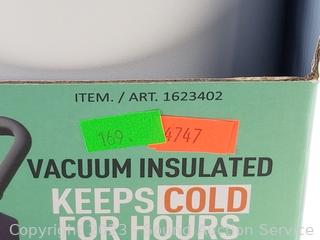 ITEM. / ART. 1623402
169 4747
VACUUM INSULATED
KEEPS COLD
FOR HOURS